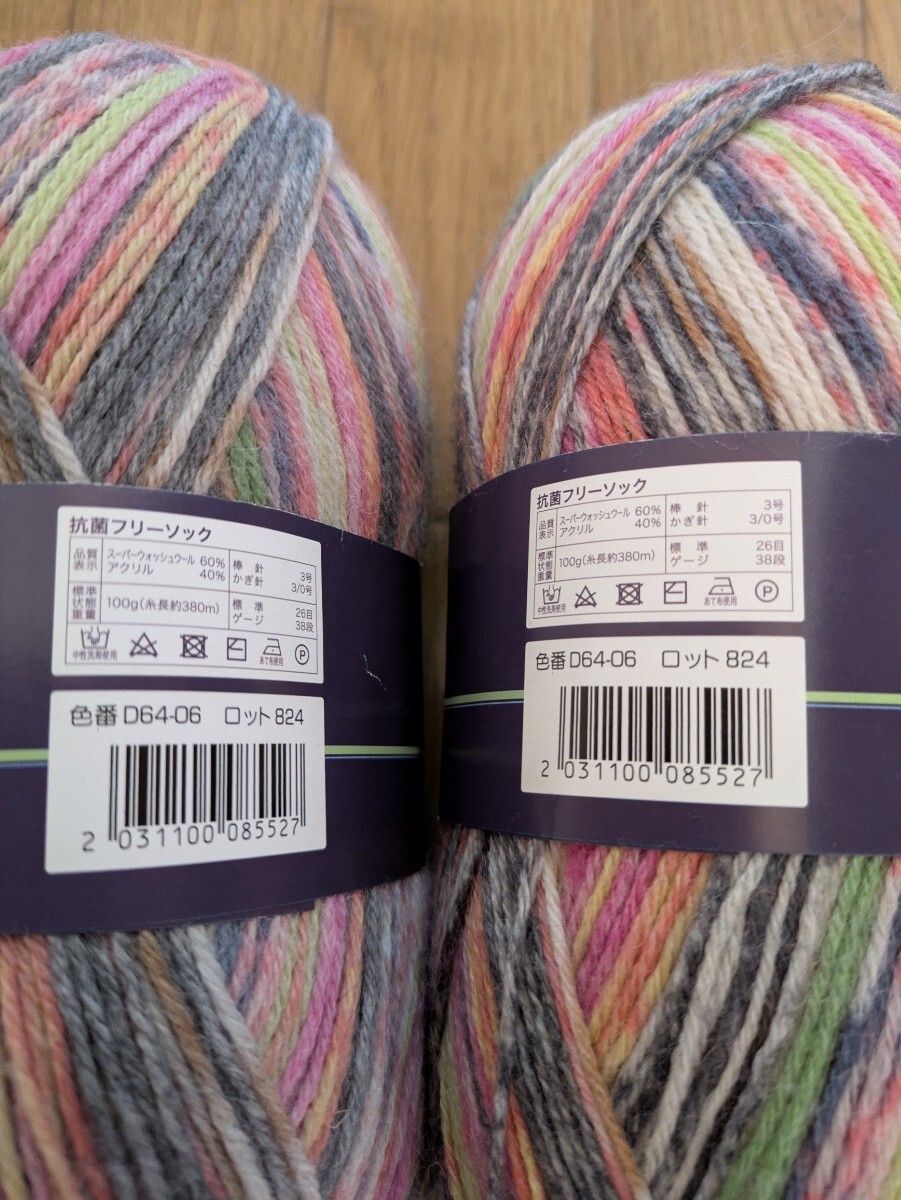 抗菌フリーソック
品質表示 スーパーウォッシュウール 60% アクリル 40% 棒針 3号 かぎ針 3/0号
標準状態重量 100g(糸長約380m) 標準ゲージ 26目 38段
中性洗剤使用 あて布使用 P
色番 D64-06 ロット 824
2 031100 085527
抗菌フリーソック
品質表示 スーパーウォッシュウール 60% アクリル 40% 棒針 3号 かぎ針 3/0号
標準状態重量 100g(糸長約380m) 標準ゲージ 26目 38段
中性洗剤使用 あて布使用 P
色番 D64-06 ロット 824
2 031100 085527